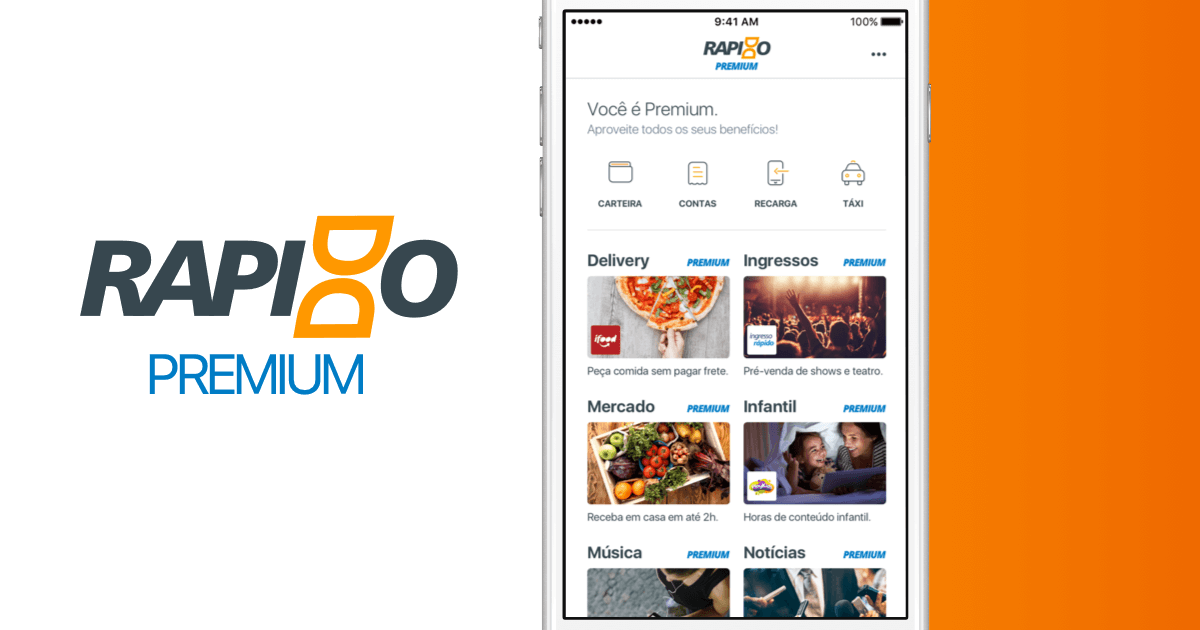 RAPIDO
PREMIUM
9:41 AM
100%
RAPIDO
PREMIUM
Você é Premium.
Aproveite todos os seus benefícios!
CARTEIRA
CONTAS
RECARGA
TÁXI
Delivery PREMIUM
Ingressos PREMIUM
ifood
ingresso
rápido
Peça comida sem pagar frete.
Pré-venda de shows e teatro.
Mercado PREMIUM
Infantil PREMIUM
Receba em casa em até 2h.
Horas de conteúdo infantil.
Música PREMIUM
Notícias PREMIUM